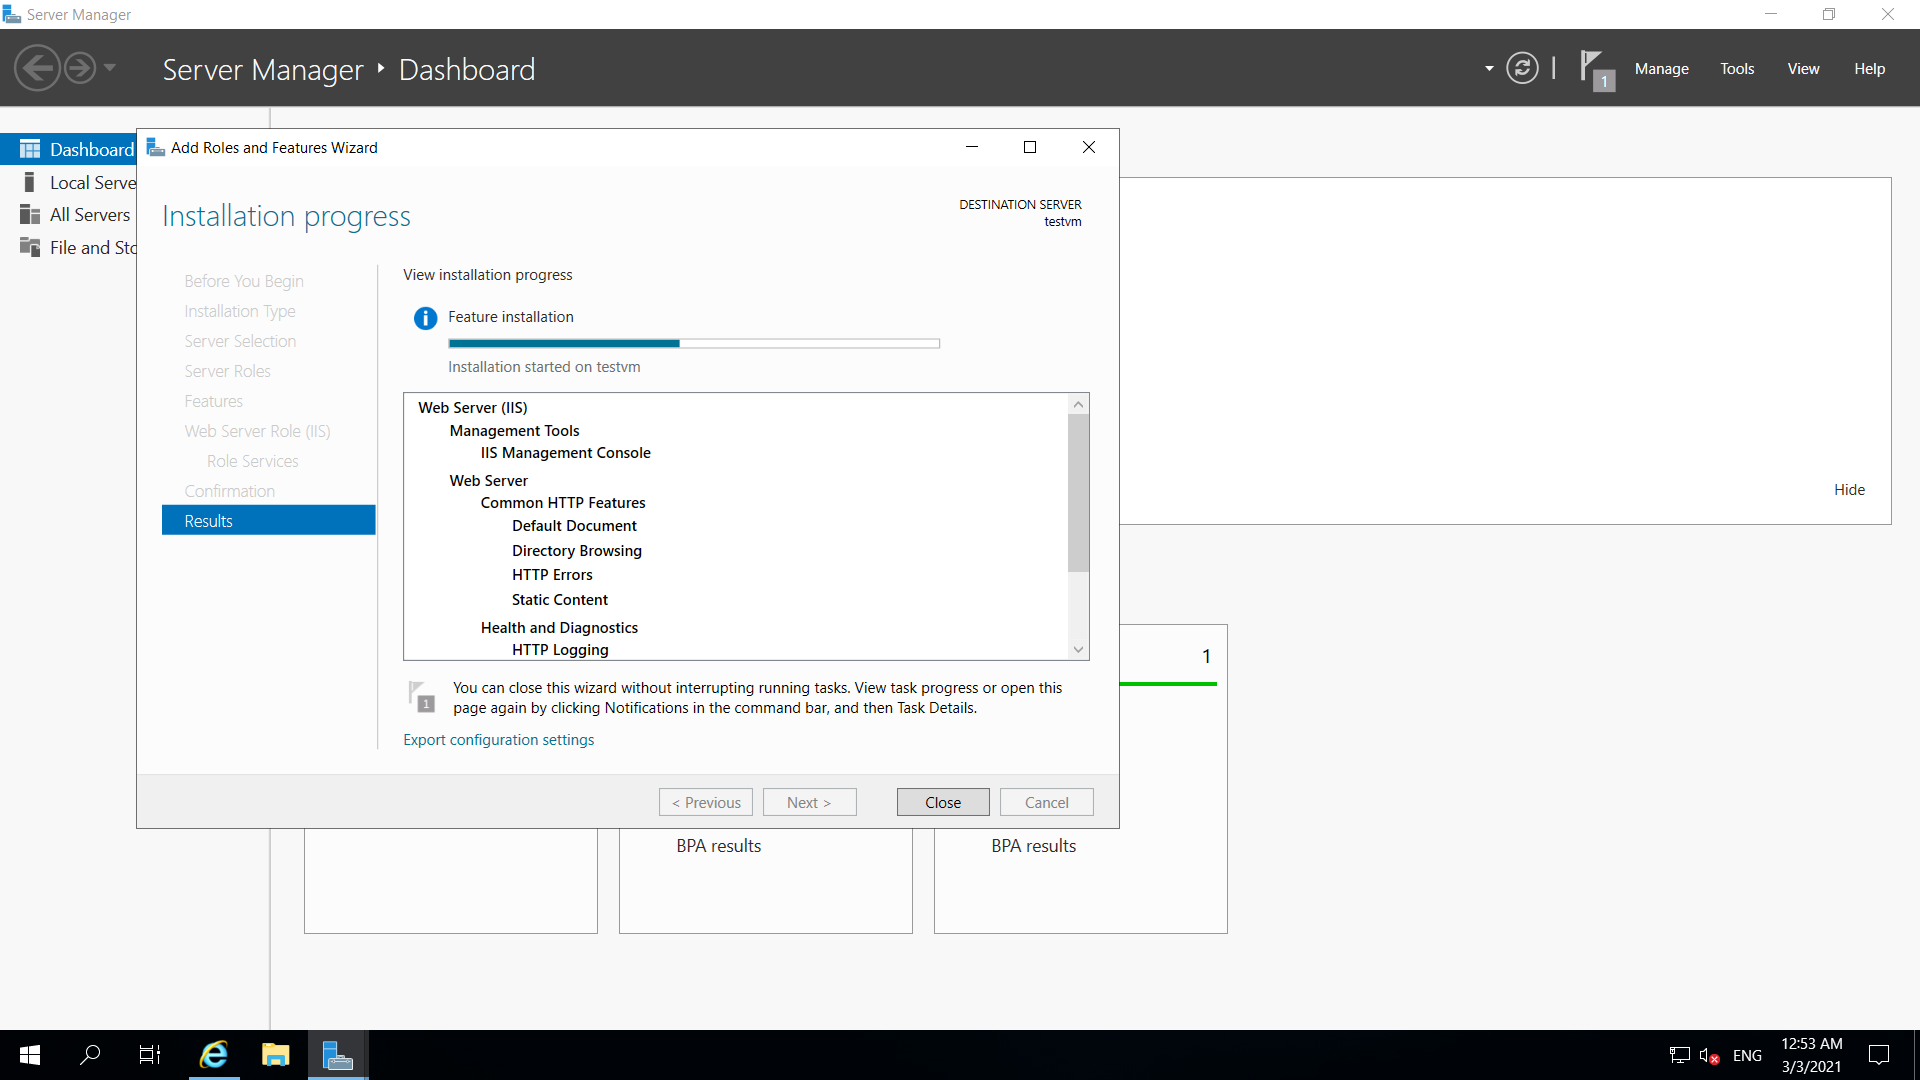 Server Manager
Server Manager ‣ Dashboard
1
Manage
Tools
View
Help
Dashboard
Local Serve
All Servers
File and Sto
Add Roles and Features Wizard
Installation progress
DESTINATION SERVER
testvm
Before You Begin
Installation Type
Server Selection
Server Roles
Features
Web Server Role (IIS)
Role Services
Confirmation
Results
View installation progress
Feature installation
Installation started on testvm
Web Server (IIS)
Management Tools
IIS Management Console
Web Server
Common HTTP Features
Default Document
Directory Browsing
HTTP Errors
Static Content
Health and Diagnostics
HTTP Logging
1
You can close this wizard without interrupting running tasks. View task progress or open this
page again by clicking Notifications in the command bar, and then Task Details.
Export configuration settings
< Previous
Next >
Close
Cancel
Hide
1
BPA results
BPA results
ENG
12:53 AM
3/3/2021